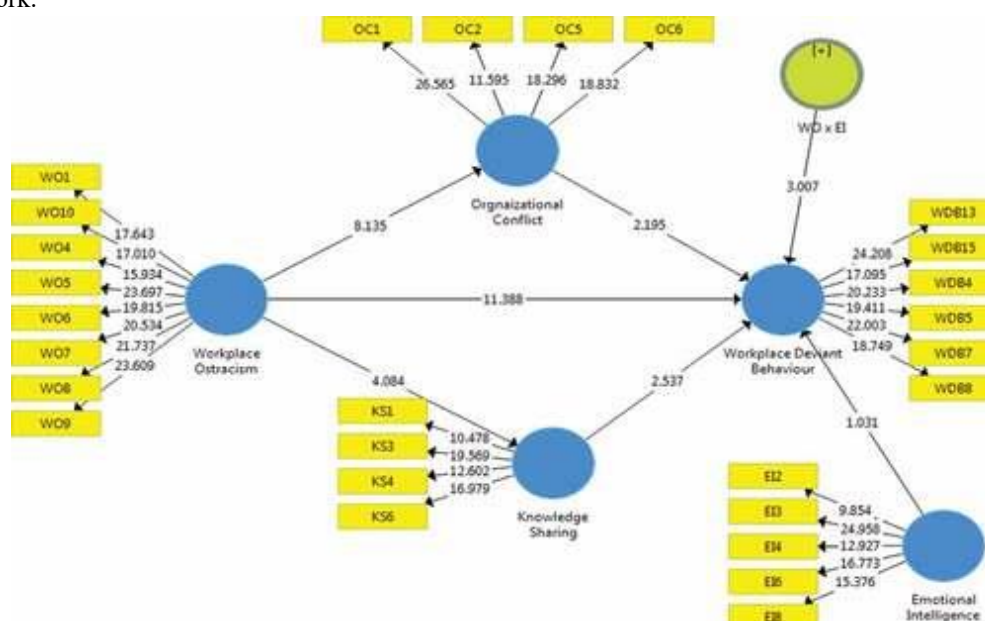 ork.
OC1 OC2 OC5 OC6
[+]
26.565 11.595 18.296 18.832
WO x EI
WO1
Orgnaizational
Conflict
3.007
WO10
8.135
2.195
WDB13
17.643
24.208
WDB15
WO4
17.010
17.095
15.934
20.233
WDB4
WO5
23.697
19.411
WDB5
WO6
19.815
11.388
22.003
WDB7
WO7
20.534
18.749
WDB8
21.737
WO8
23.609
WO9
Workplace
Ostracism
Workplace Deviant
Behaviour
4.084
2.537
KS1
10.478
KS3
19.569
1.031
KS4
12.602
16.979
KS6
Knowledge
Sharing
EI2
9.854
EI3
24.958
EI4
12.927
16.773
EI6
15.376
EI8
Emotional
Intelligence